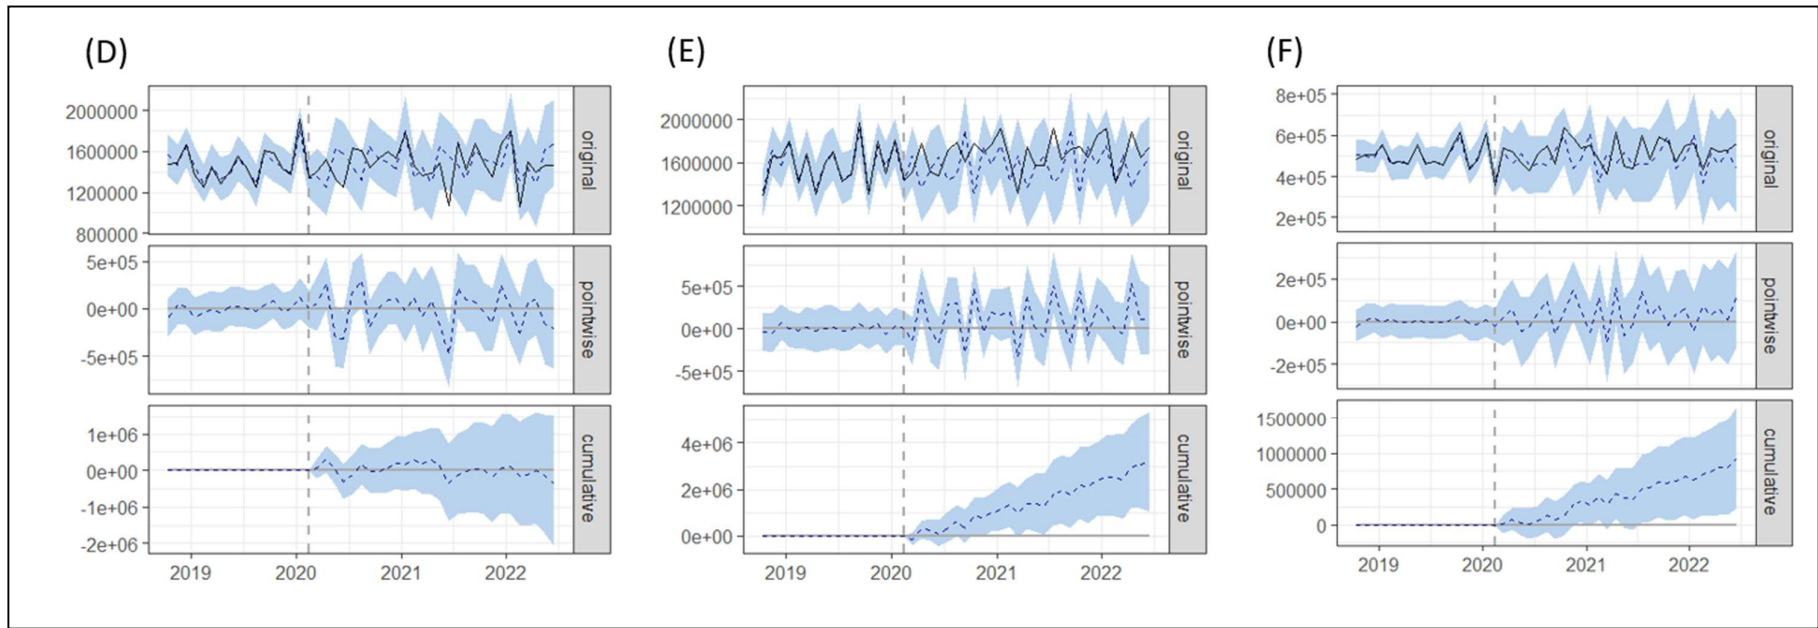 (D)
2000000
1600000
1200000
800000
original
5e+05
0e+00
-5e+05
pointwise
1e+06
0e+00
-1e+06
-2e+06
cumulative
2019 2020 2021 2022
(E)
2000000
1600000
1200000
original
5e+05
0e+00
-5e+05
pointwise
4e+06
2e+06
0e+00
cumulative
2019 2020 2021 2022
(F)
8e+05
6e+05
4e+05
2e+05
original
2e+05
0e+00
-2e+05
pointwise
1500000
1000000
500000
0
cumulative
2019 2020 2021 2022